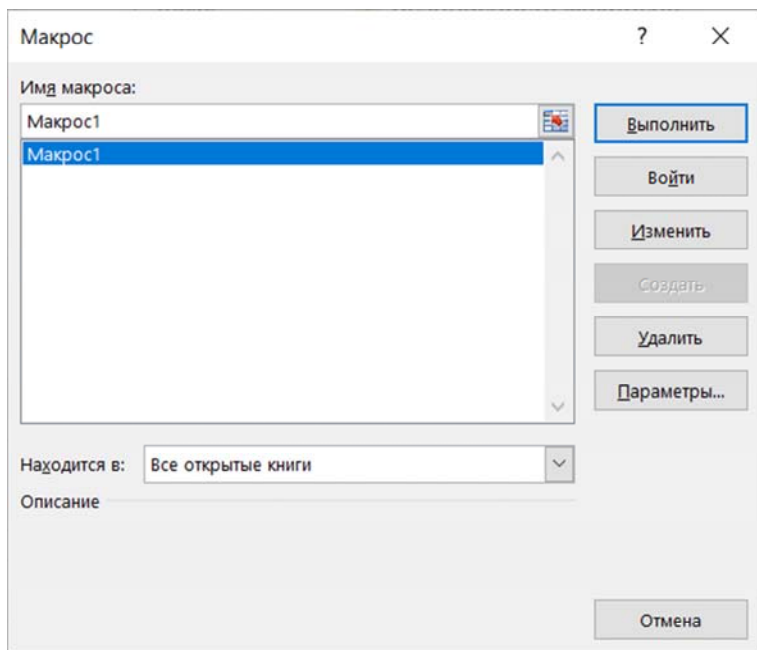 Макрос ?
Имя макроса:
Макрос1
Макрос1
Выполнить
Войти
Изменить
Создать
Удалить
Параметры...
Находится в: Все открытые книги
Описание
Отмена